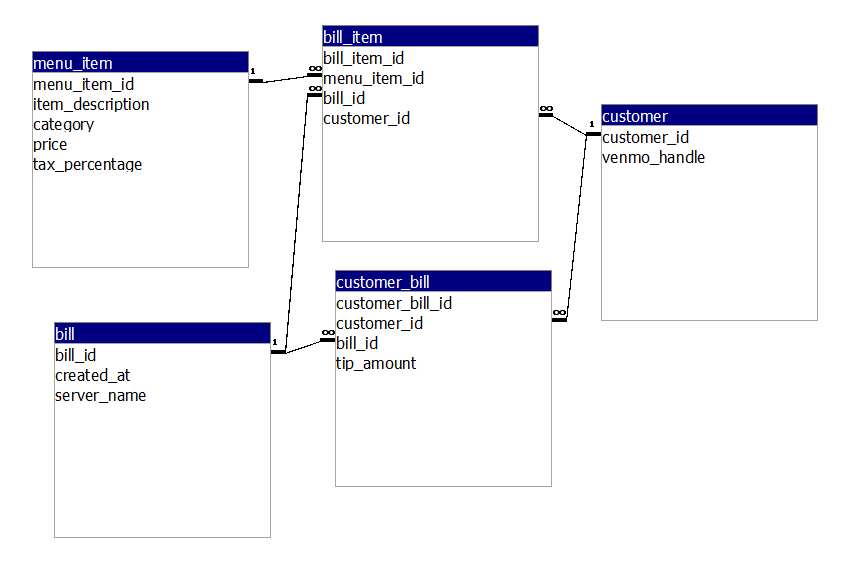 menu_item
menu_item_id
item_description
category
price
tax_percentage
1
∞
∞
bill_item
bill_item_id
menu_item_id
bill_id
customer_id
∞
1
customer
customer_id
venmo_handle
bill
bill_id
created_at
server_name
1
∞
customer_bill
customer_bill_id
customer_id
bill_id
tip_amount
∞